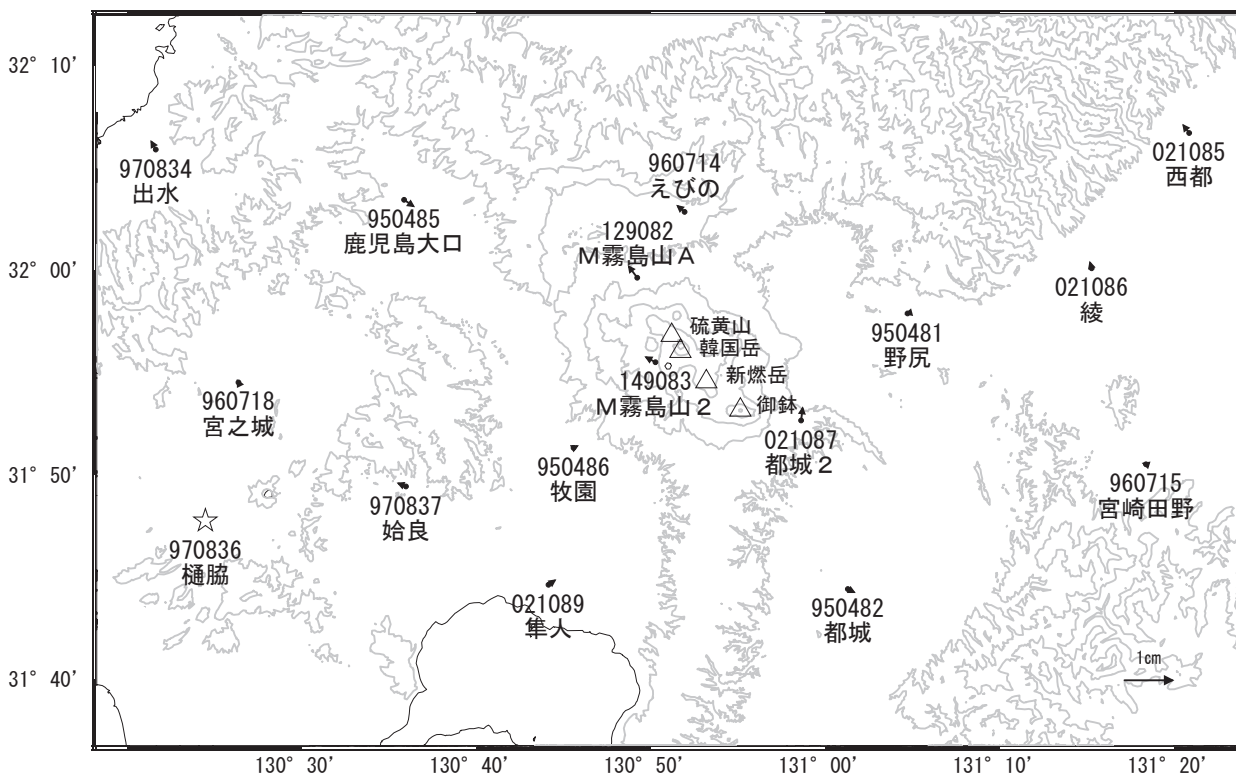 32° 10’
32° 00’
31° 50’
31° 40’
970834
出水
950485
鹿児島大口
960714
えびの
129082
M霧島山A
021085
西都
021086
綾
950481
野尻
硫黄山
韓国岳
新燃岳
御鉢
149083
M霧島山2
021087
都城2
960718
宮之城
950486
牧園
970837
姶良
960715
宮崎田野
970836
樋脇
021089
隼人
950482
都城
1cm
130° 30’
130° 40’
130° 50’
131° 00’
131° 10’
131° 20’